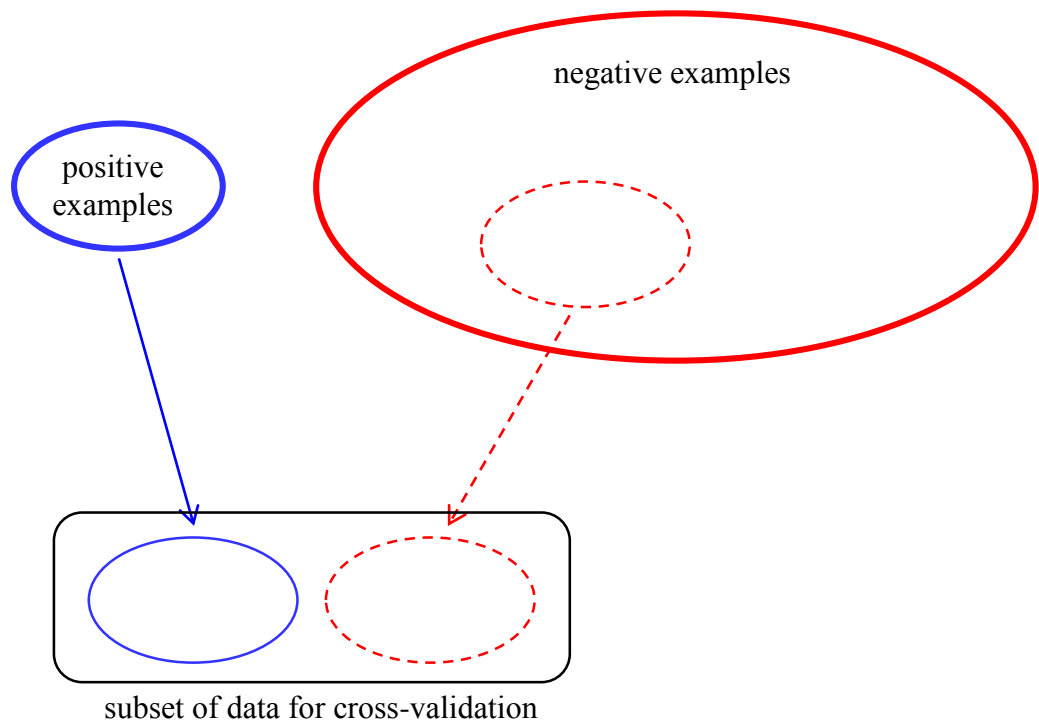 negative examples
positive
examples
subset of data for cross-validation